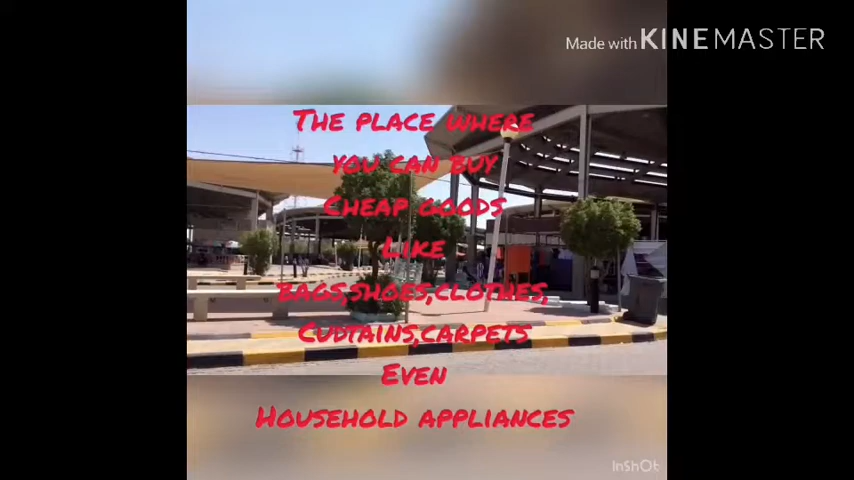 Made with KINEMASTER
The place where
you can buy
Cheap goods
Like
Bags,shoes,clothes,
Cudtains,carpets
Even
Household appliances
InShot